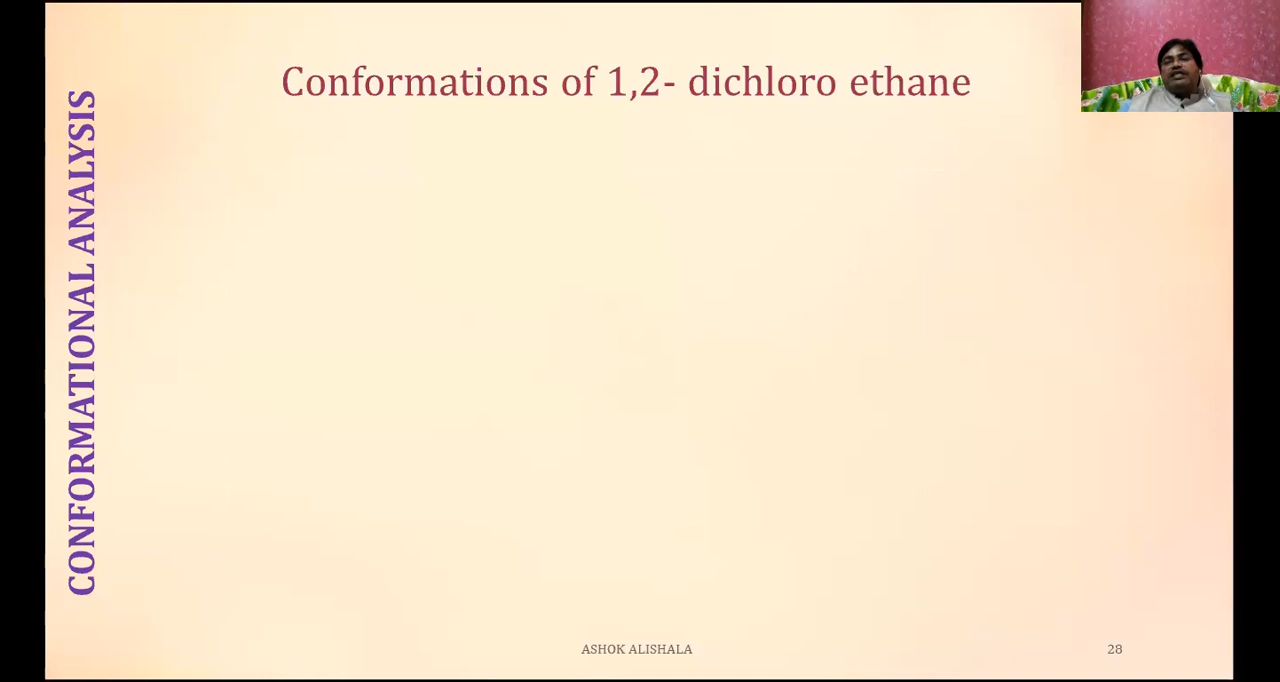 Conformations of 1,2- dichloro ethane
CONFORMATIONAL ANALYSIS
ASHOK ALISHALA
28